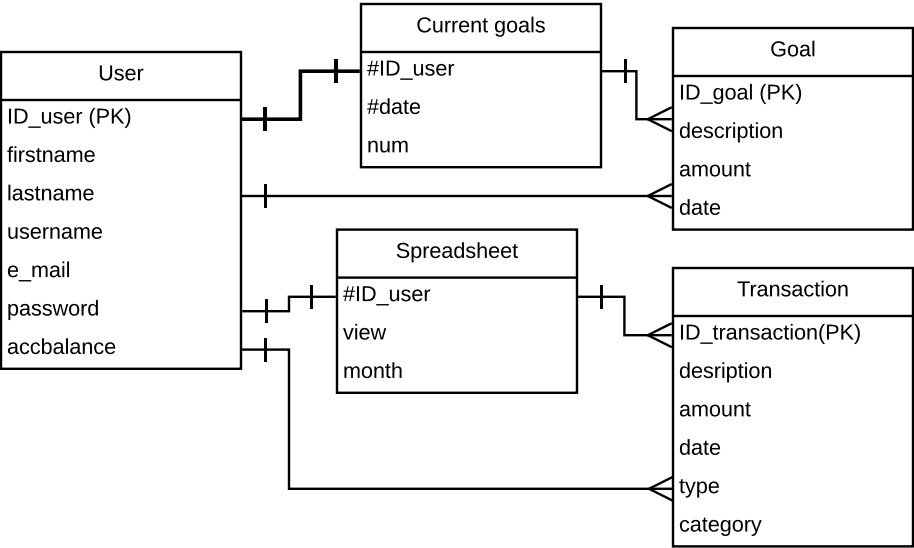 User
ID_user (PK)
firstname
lastname
username
e_mail
password
accbalance
Current goals
#ID_user
#date
num
Goal
ID_goal (PK)
description
amount
date
Spreadsheet
#ID_user
view
month
Transaction
ID_transaction(PK)
desription
amount
date
type
category